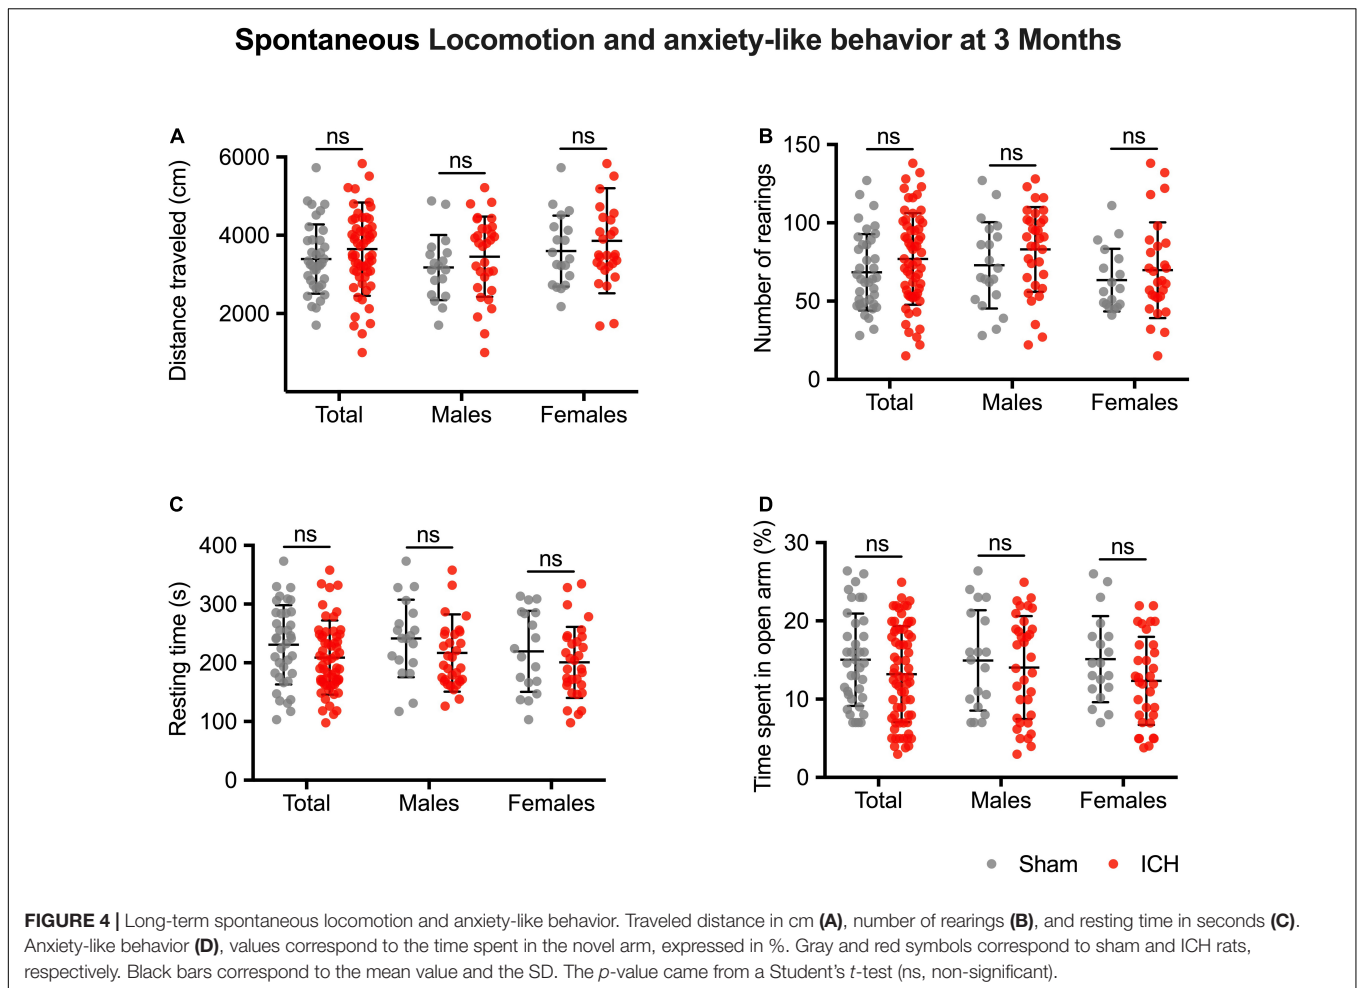 Spontaneous Locomotion and anxiety-like behavior at 3 Months
A
Distance traveled (cm)
6000
4000
2000
ns
ns
ns
Total
Males
Females
B
Number of rearings
150
100
50
0
ns
ns
ns
Total
Males
Females
C
Resting time (s)
400
300
200
100
0
ns
ns
ns
Total
Males
Females
D
Time spent in open arm (%)
30
20
10
0
ns
ns
ns
Total
Males
Females
Sham
ICH
FIGURE 4 | Long-term spontaneous locomotion and anxiety-like behavior. Traveled distance in cm (A), number of rearings (B), and resting time in seconds (C).
Anxiety-like behavior (D), values correspond to the time spent in the novel arm, expressed in %. Gray and red symbols correspond to sham and ICH rats,
respectively. Black bars correspond to the mean value and the SD. The p-value came from a Student's t-test (ns, non-significant).